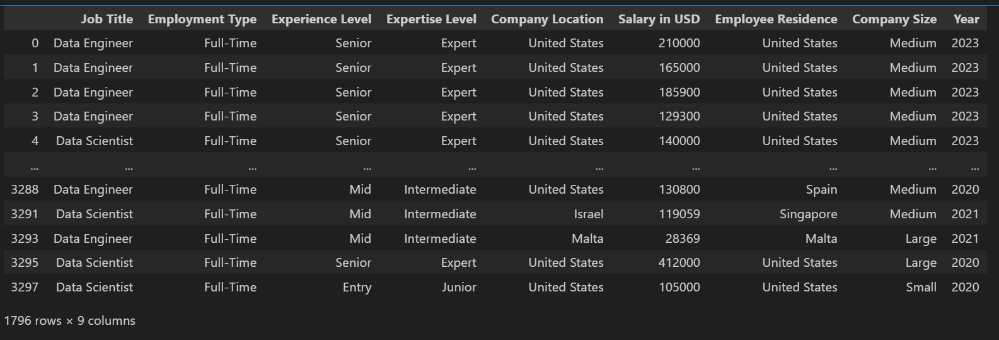 Job Title Employment Type Experience Level Expertise Level Company Location Salary in USD Employee Residence Company Size Year
0 Data Engineer Full-Time Senior Expert United States 210000 United States Medium 2023
1 Data Engineer Full-Time Senior Expert United States 165000 United States Medium 2023
2 Data Engineer Full-Time Senior Expert United States 185900 United States Medium 2023
3 Data Engineer Full-Time Senior Expert United States 129300 United States Medium 2023
4 Data Scientist Full-Time Senior Expert United States 140000 United States Medium 2023
... ... ... ... ... ... ... ... ... ...
3288 Data Engineer Full-Time Mid Intermediate United States 130800 Spain Medium 2020
3291 Data Scientist Full-Time Mid Intermediate Israel 119059 Singapore Medium 2021
3293 Data Engineer Full-Time Mid Intermediate Malta 28369 Malta Large 2021
3295 Data Scientist Full-Time Senior Expert United States 412000 United States Large 2020
3297 Data Scientist Full-Time Entry Junior United States 105000 United States Small 2020
1796 rows × 9 columns